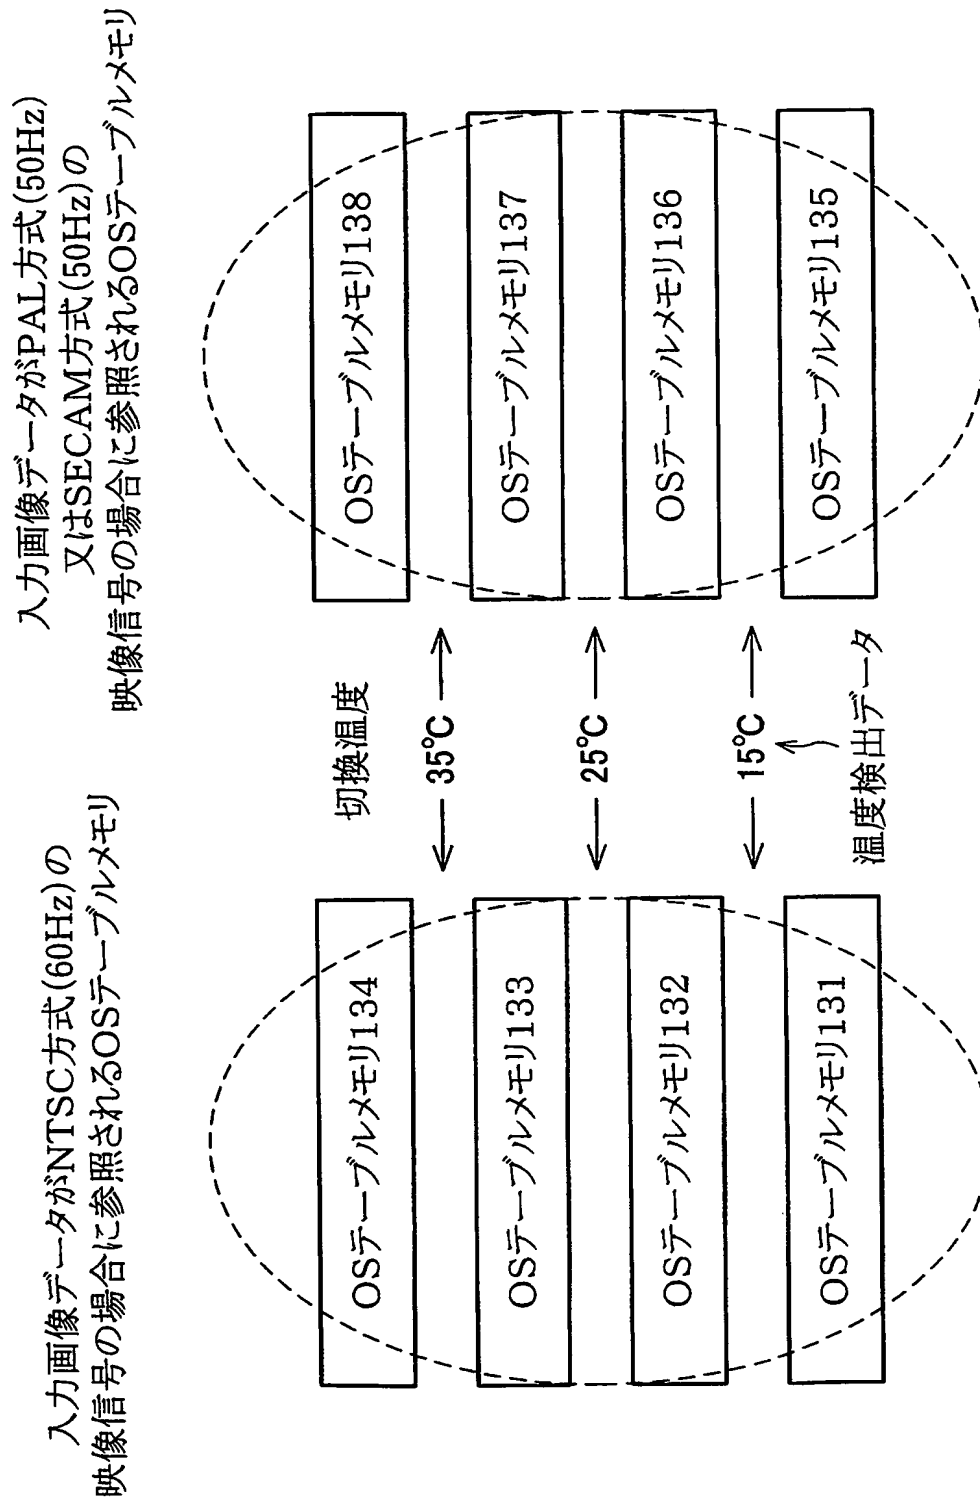 入力画像データがNTSC方式(60Hz)の
映像信号の場合に参照されるOSテーブルメモリ
OSテーブルメモリ134
OSテーブルメモリ133
OSテーブルメモリ132
OSテーブルメモリ131
切換温度
35℃
25℃
15℃
温度検出データ
入力画像データがPAL方式(50Hz)
又はSECAM方式(50Hz)の
映像信号の場合に参照されるOSテーブルメモリ
OSテーブルメモリ138
OSテーブルメモリ137
OSテーブルメモリ136
OSテーブルメモリ135